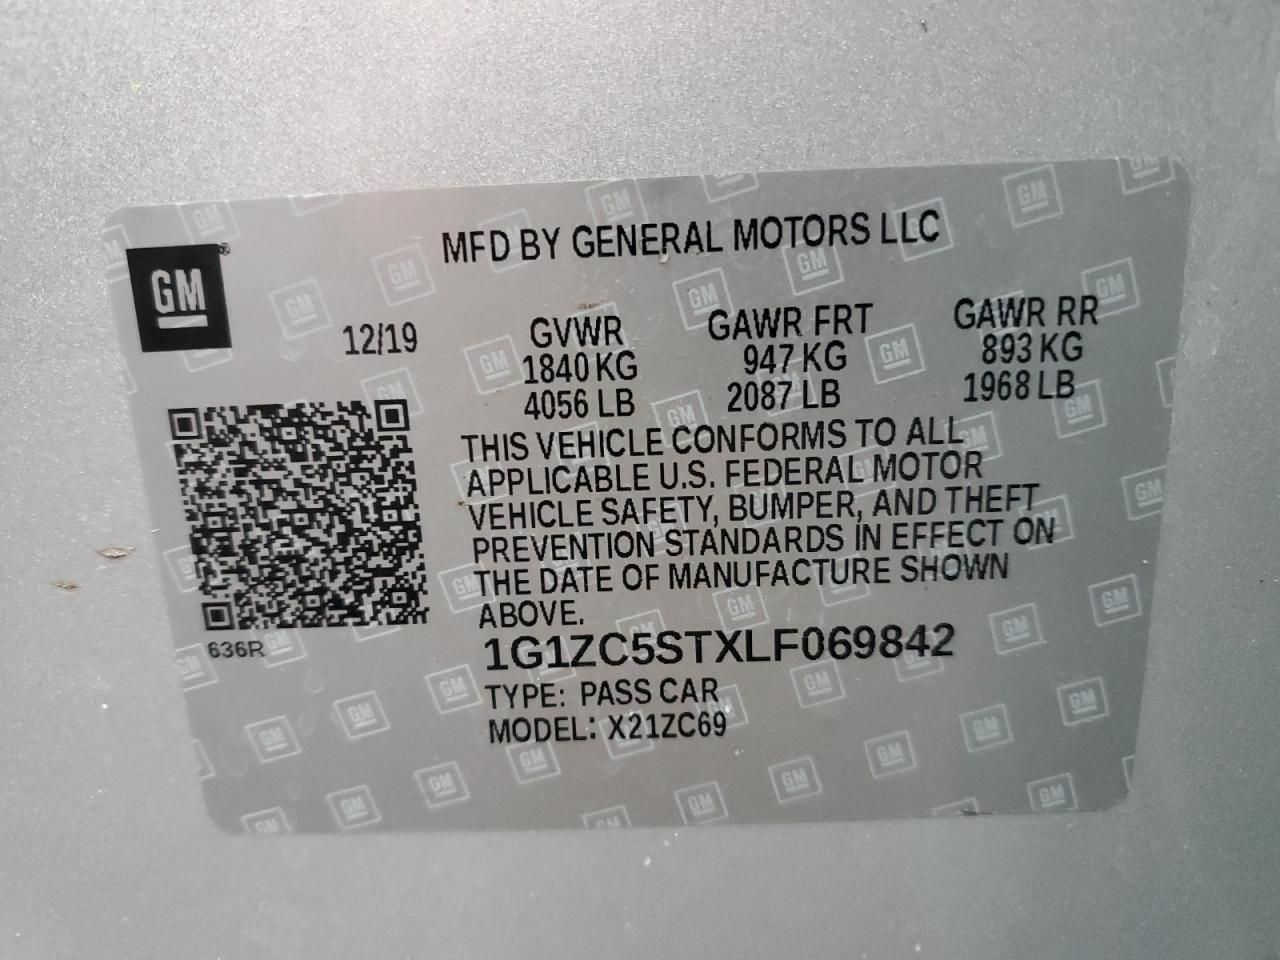 MFD BY GENERAL MOTORS LLC
GM®
12/19
GVWR GAWR FRT GAWR RR
1840 KG 947 KG 893 KG
4056 LB 2087 LB 1968 LB
THIS VEHICLE CONFORMS TO ALL
APPLICABLE U.S. FEDERAL MOTOR
VEHICLE SAFETY, BUMPER, AND THEFT
PREVENTION STANDARDS IN EFFECT ON
THE DATE OF MANUFACTURE SHOWN
ABOVE.
636R
1G1ZC5STXLF069842
TYPE: PASS CAR
MODEL: X21ZC69